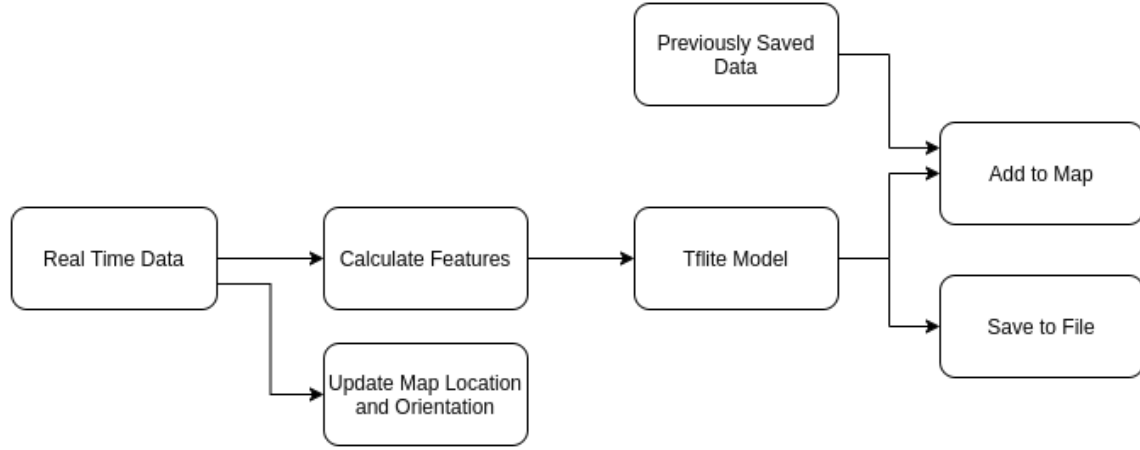 Previously Saved
Data
Add to Map
Real Time Data
Calculate Features
Tflite Model
Save to File
Update Map Location
and Orientation